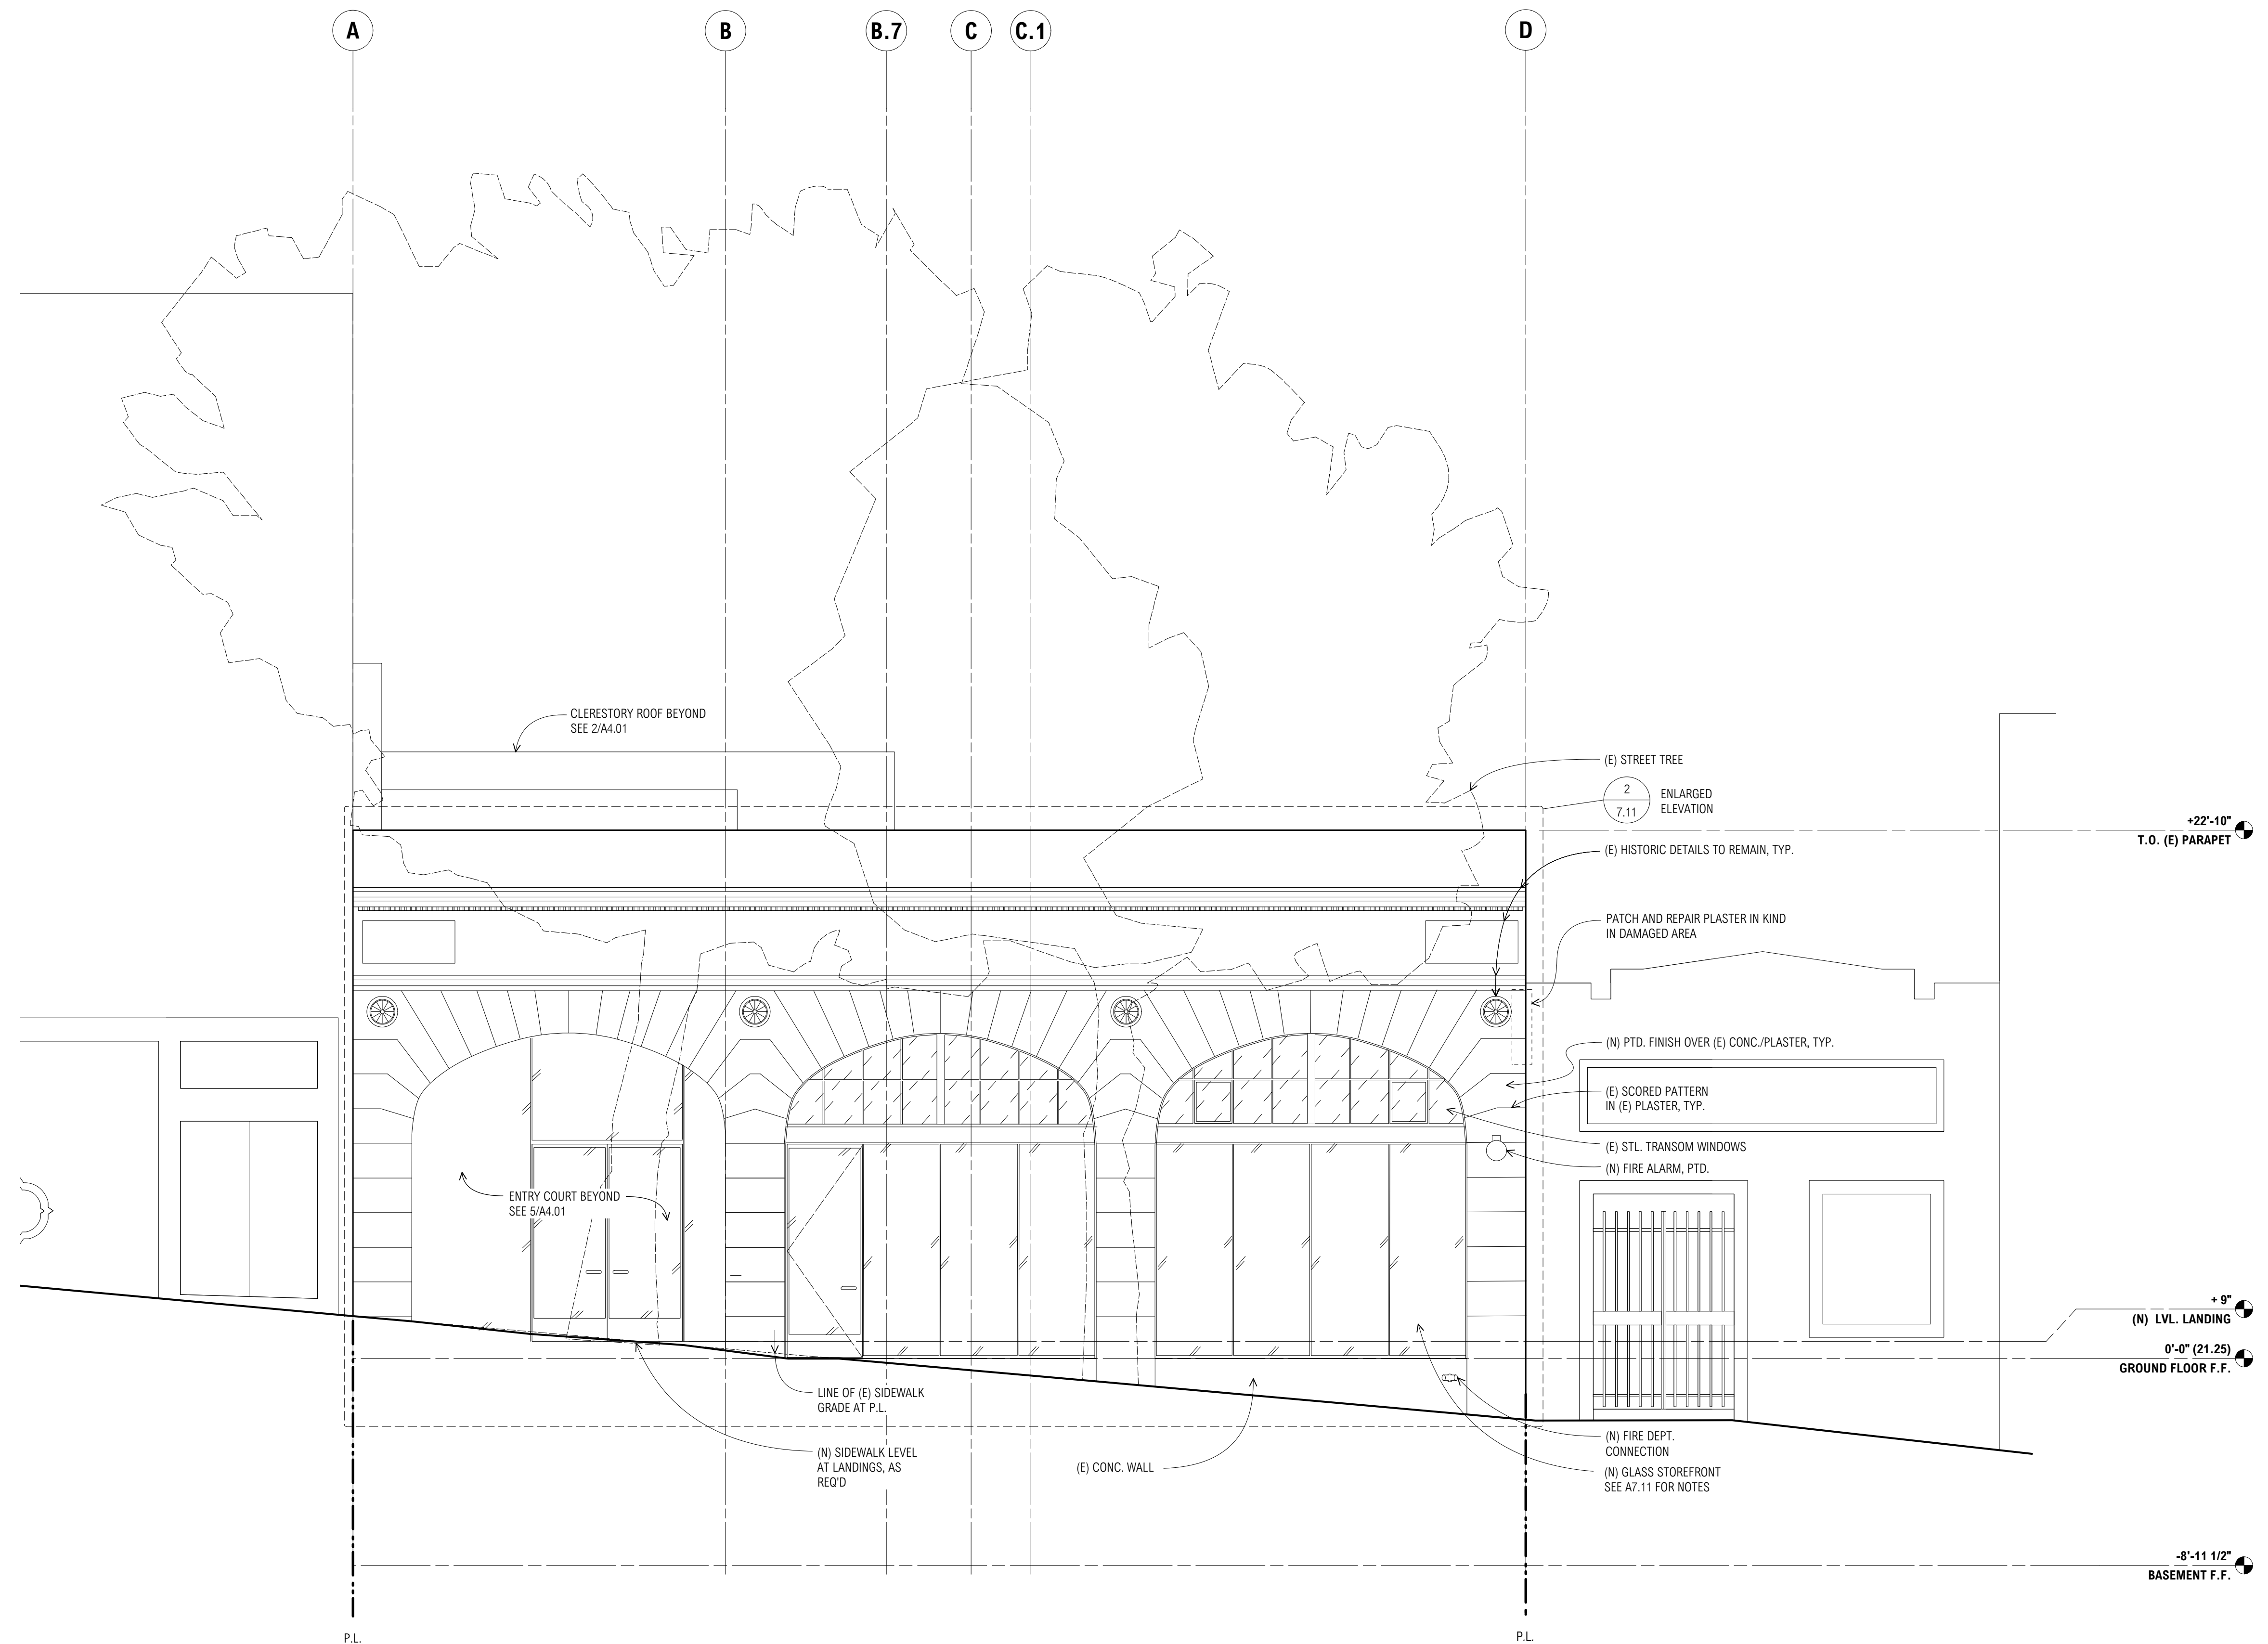 A
B
B.7
C
C.1
D
CLERESTORY ROOF BEYOND
SEE 2/A4.01
(E) STREET TREE
2
7.11
ENLARGED
ELEVATION
+22'-10"
T.O. (E) PARAPET
(E) HISTORIC DETAILS TO REMAIN, TYP.
PATCH AND REPAIR PLASTER IN KIND
IN DAMAGED AREA
(N) PTD. FINISH OVER (E) CONC./PLASTER, TYP.
(E) SCORED PATTERN
IN (E) PLASTER, TYP.
(E) STL. TRANSOM WINDOWS
(N) FIRE ALARM, PTD.
ENTRY COURT BEYOND
SEE 5/A4.01
+ 9"
(N) LVL. LANDING
0'-0" (21.25)
GROUND FLOOR F.F.
LINE OF (E) SIDEWALK
GRADE AT P.L.
(N) SIDEWALK LEVEL
AT LANDINGS, AS
REQ'D
(E) CONC. WALL
(N) FIRE DEPT.
CONNECTION
(N) GLASS STOREFRONT
SEE A7.11 FOR NOTES
-8'-11 1/2"
BASEMENT F.F.
P.L.
P.L.